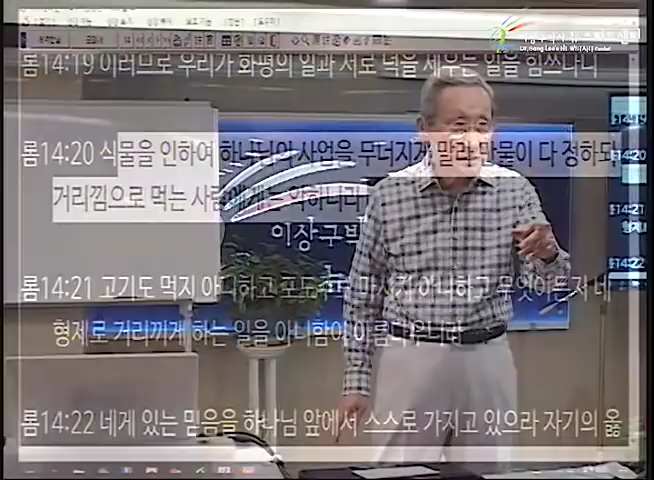 롬14:19 이러므로 우리가 화평의 일과 서로 덕을 세우는 일을 힘쓰나니
롬14:20 식물을 인하여 하나님의 사업을 무너지게 말라 만물이 다 정하되
거리낌으로 먹는 사람에게는 악하니라
이상구박
롬14:21 고기도 먹지 아니하고 포도주도 마시지 아니하고 무엇이든지 네
형제로 거리끼게 하는 일을 아니함이 아름다우니라
롬14:22 네게 있는 믿음을 하나님 앞에서 스스로 가지고 있으라 자기의 옳